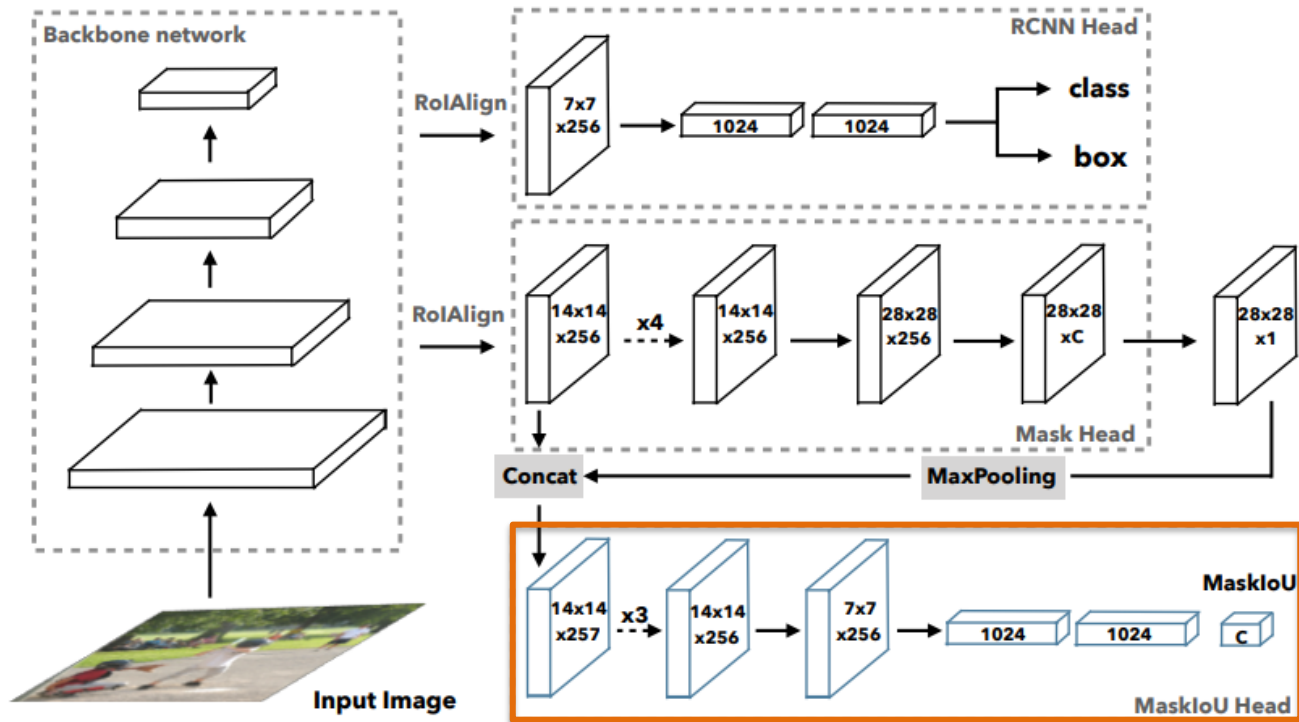 Backbone network
RCNN Head
RoIAlign
7x7
x256
1024
1024
class
box
RoIAlign
14x14
x256
x4
14x14
x256
28x28
x256
28x28
xC
28x28
x1
Mask Head
Concat
MaxPooling
14x14
x257
x3
14x14
x256
7x7
x256
1024
1024
MaskIoU
C
Input Image
MaskIoU Head